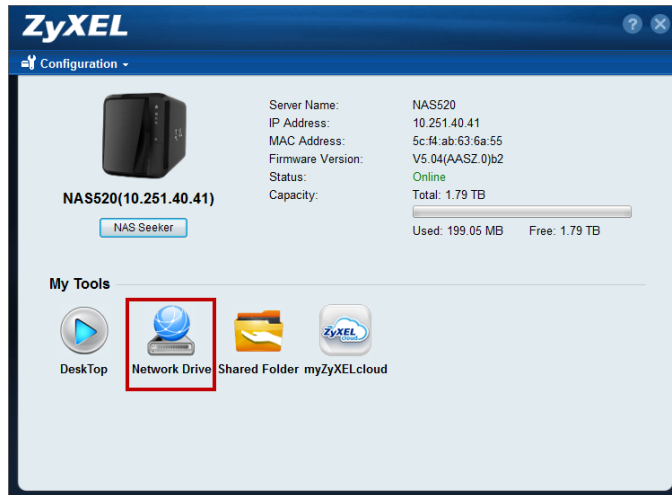 ZyXEL
Configuration
Server Name: NAS520
IP Address: 10.251.40.41
MAC Address: 5c:f4:ab:63:6a:55
Firmware Version: V5.04(AASZ.0)b2
Status: Online
Capacity: Total: 1.79 TB
Used: 199.05 MB Free: 1.79 TB
NAS520(10.251.40.41)
NAS Seeker
My Tools
ZyXEL
cloud
DeskTop Network Drive Shared Folder myZyXELcloud